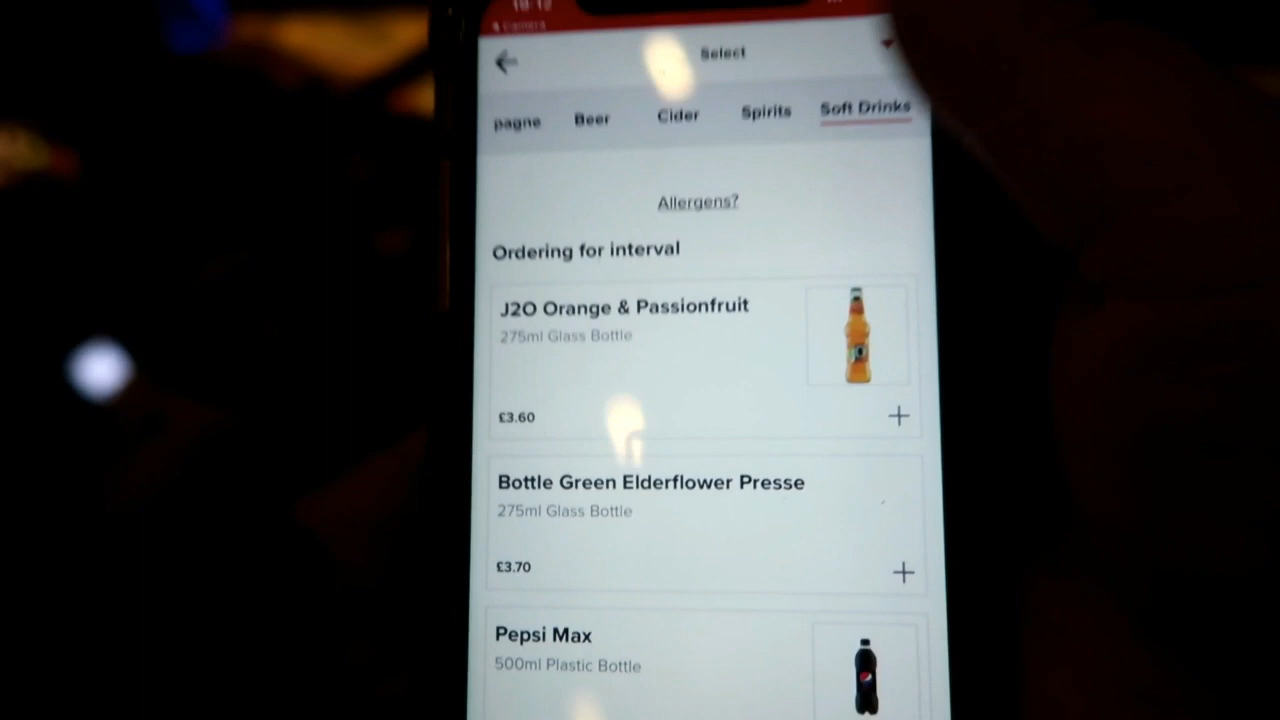 Camera
Select
pagne Beer Cider Spirits Soft Drinks
Allergens?
Ordering for interval
J2O Orange & Passionfruit
275ml Glass Bottle
£3.60
Bottle Green Elderflower Presse
275ml Glass Bottle
£3.70
Pepsi Max
500ml Plastic Bottle